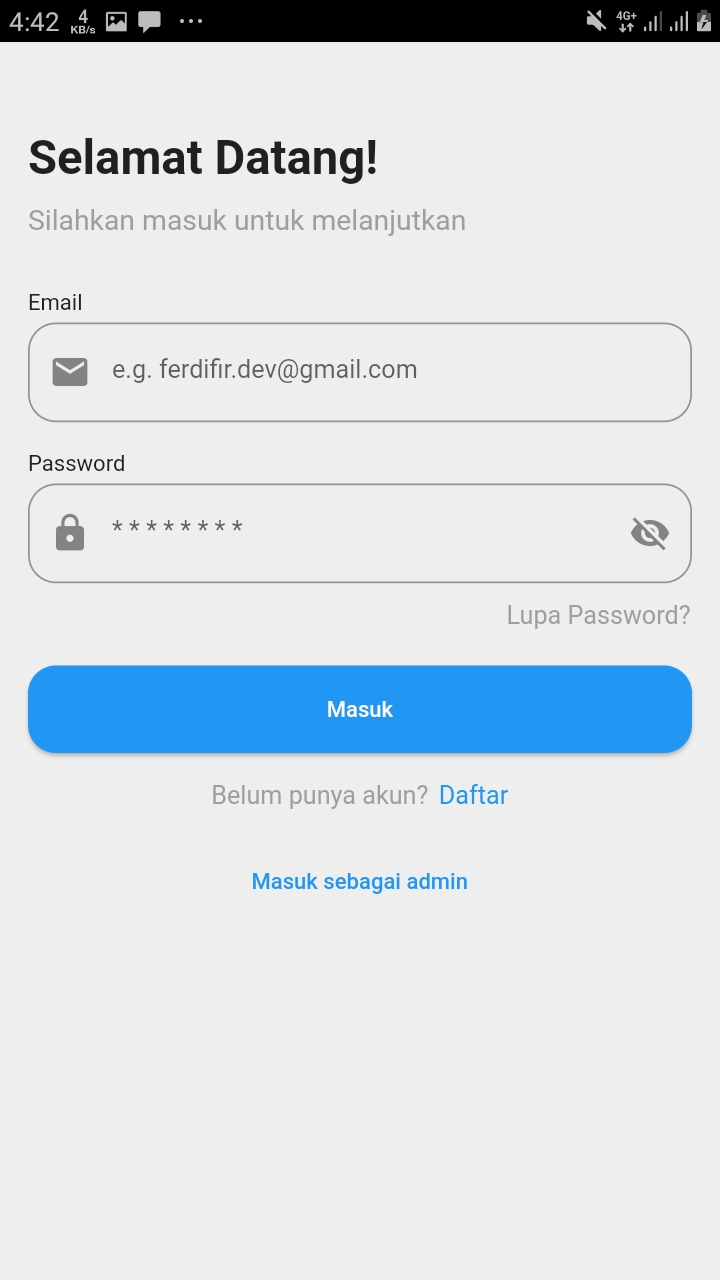 4:42 4 KB/s 4G+
Selamat Datang!
Silahkan masuk untuk melanjutkan
Email
e.g. ferdifir.dev@gmail.com
Password
* * * * * * * *
Lupa Password?
Masuk
Belum punya akun? Daftar
Masuk sebagai admin